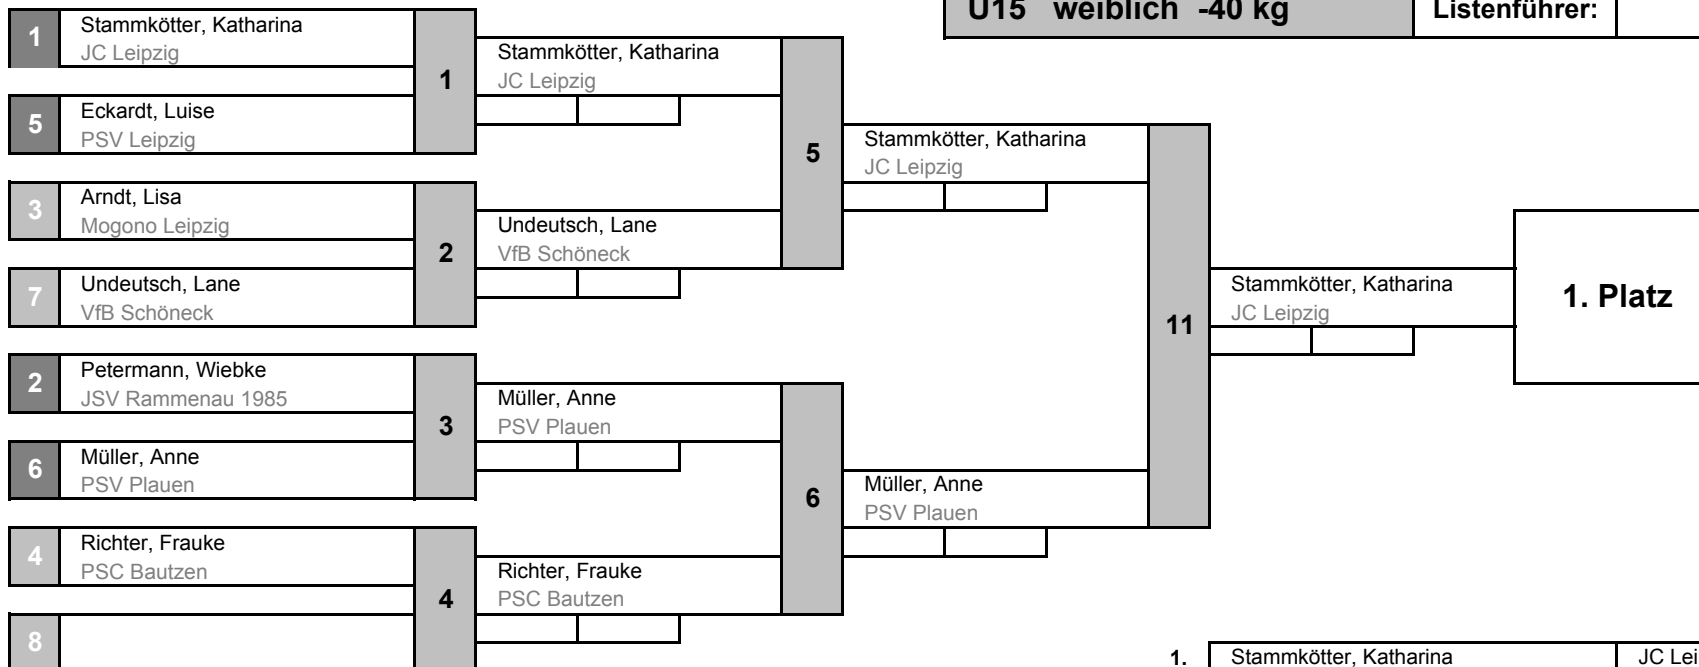 U15 weiblich -40 kg
Listenführer:
1
Stammkötter, Katharina
JC Leipzig
5
Eckardt, Luise
PSV Leipzig
1
Stammkötter, Katharina
JC Leipzig
3
Arndt, Lisa
Mogono Leipzig
7
Undeutsch, Lane
VfB Schöneck
2
Undeutsch, Lane
VfB Schöneck
5
Stammkötter, Katharina
JC Leipzig
2
Petermann, Wiebke
JSV Rammenau 1985
6
Müller, Anne
PSV Plauen
3
Müller, Anne
PSV Plauen
4
Richter, Frauke
PSC Bautzen
8
4
Richter, Frauke
PSC Bautzen
6
Müller, Anne
PSV Plauen
11
Stammkötter, Katharina
JC Leipzig
1. Platz
1. Stammkötter, Katharina JC Lei